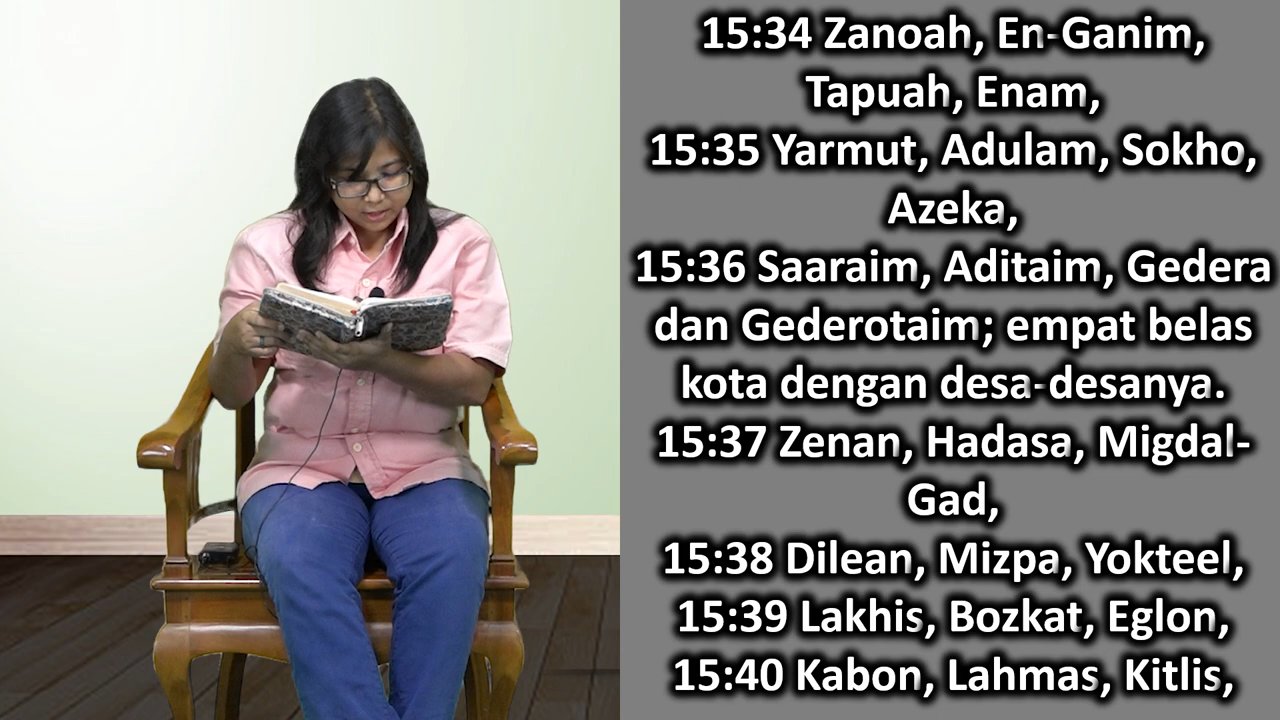 15:34 Zanoah, En-Ganim,
Tapuah, Enam,
15:35 Yarmut, Adulam, Sokho,
Azeka,
15:36 Saaraim, Aditaim, Gedera
dan Gederotaim; empat belas
kota dengan desa-desanya.
15:37 Zenan, Hadasa, Migdal-
Gad,
15:38 Dilean, Mizpa, Yokteel,
15:39 Lakhis, Bozkat, Eglon,
15:40 Kabon, Lahmas, Kitlis,